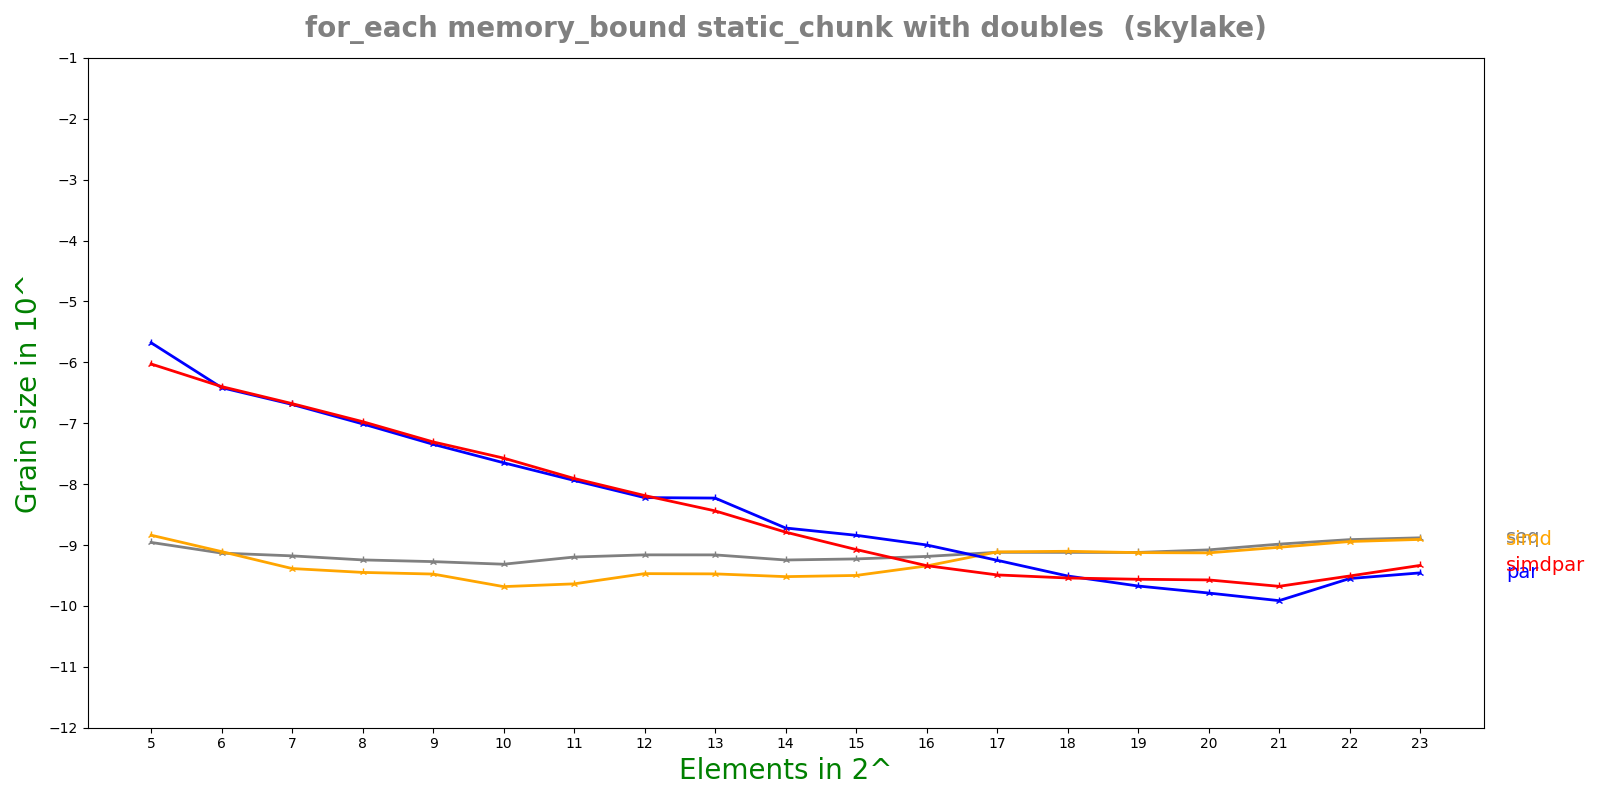 for_each memory_bound static_chunk with doubles  (skylake)
−1
−2
−3
−4
−5
−6
−7
−8
−9
−10
−11
−12
Grain size in 10^
5 6 7 8 9 10 11 12 13 14 15 16 17 18 19 20 21 22 23
Elements in 2^
seq
simd
simdpar
par